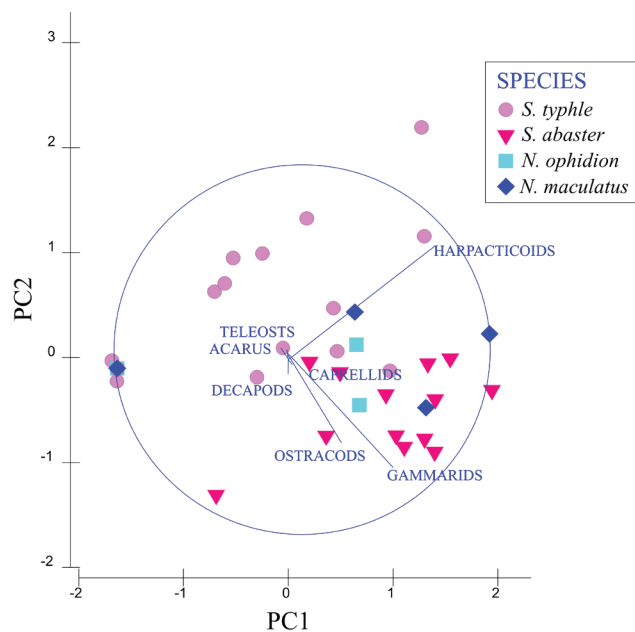 3
SPECIES
S. typhle
S. abaster
2
N. ophidion
N. maculatus
1
HARPACTICOIDS
PC2
TELEOSTS
0
ACARUS
CAPRELLIDS
DECAPODS
-1
OSTRACODS
GAMMARIDS
-2
-2
-1
0
1
2
PC1